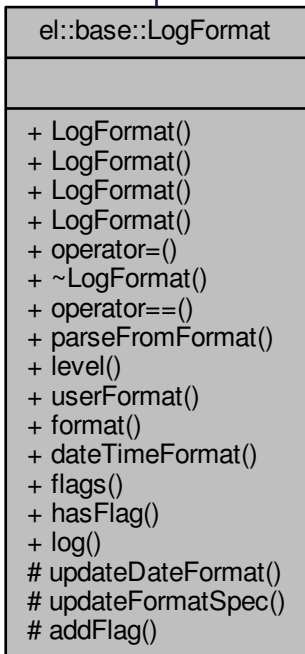 el::base::LogFormat
+ LogFormat()
+ LogFormat()
+ LogFormat()
+ LogFormat()
+ operator=()
+ ~LogFormat()
+ operator==()
+ parseFromFormat()
+ level()
+ userFormat()
+ format()
+ dateTimeFormat()
+ flags()
+ hasFlag()
+ log()
# updateDateFormat()
# updateFormatSpec()
# addFlag()